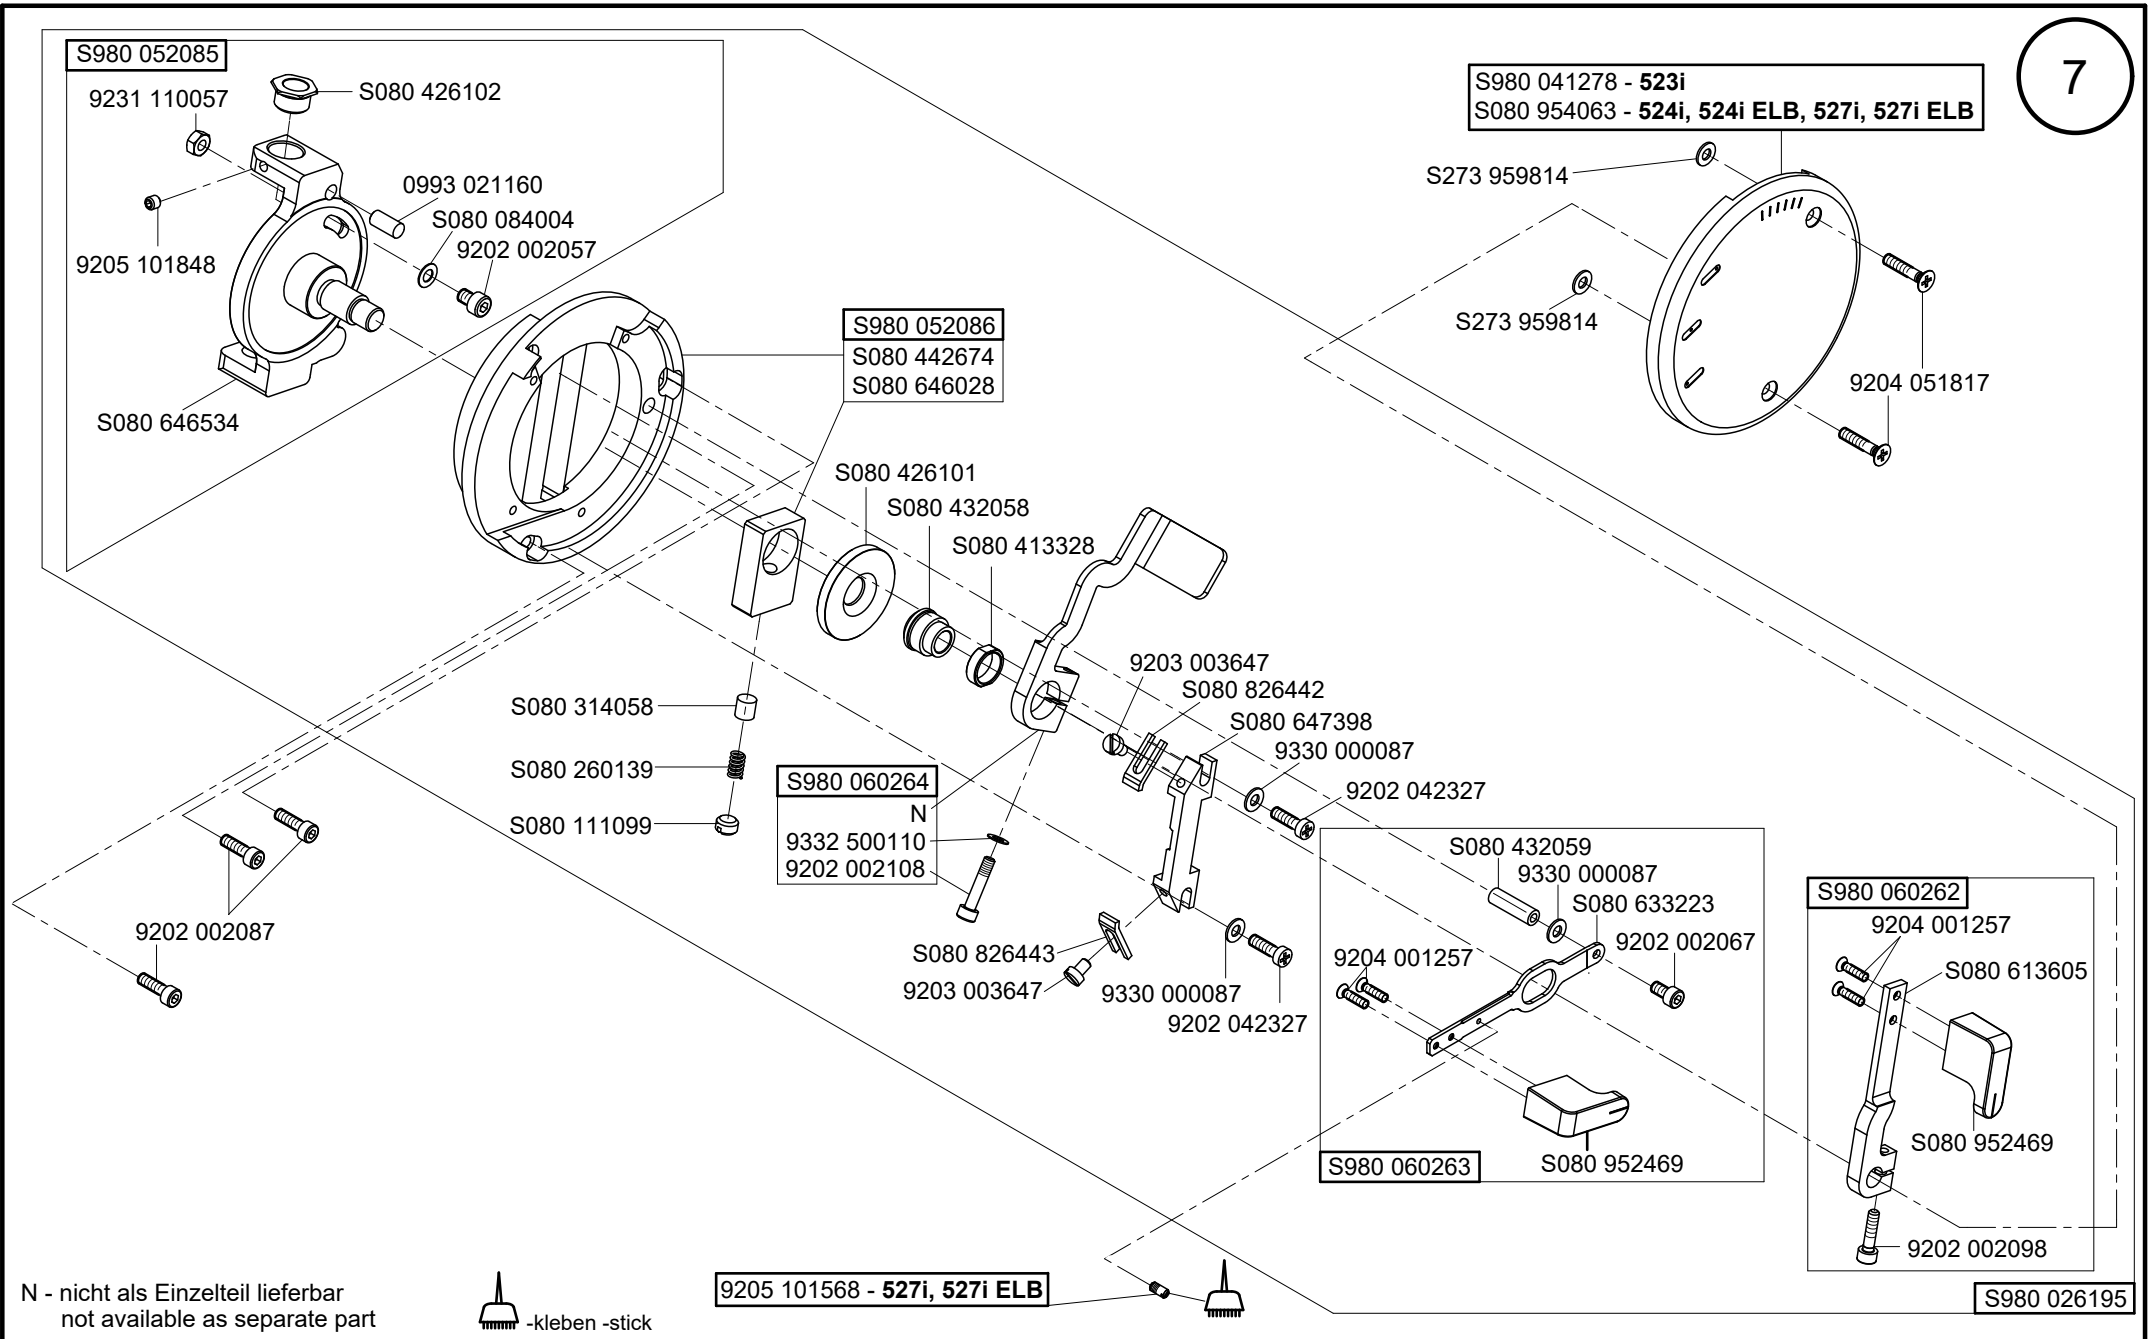 7
S980 052085
9231 110057
S080 426102
0993 021160
S080 084004
9202 002057
9205 101848
S080 646534
S980 041278 - 523i
S080 954063 - 524i, 524i ELB, 527i, 527i ELB
S273 959814
S273 959814
9204 051817
S980 052086
S080 442674
S080 646028
S080 426101
S080 432058
S080 413328
S080 314058
S080 260139
S080 111099
9203 003647
S080 826442
S080 647398
9330 000087
9202 042327
S980 060264
N
9332 500110
9202 002108
9202 002087
S080 826443
9203 003647
9330 000087
9202 042327
S080 432059
9330 000087
S080 633223
9202 002067
9204 001257
S080 952469
S980 060263
S980 060262
9204 001257
S080 613605
S080 952469
9202 002098
S980 026195
9205 101568 - 527i, 527i ELB
N - nicht als Einzelteil lieferbar
not available as separate part
-kleben -stick